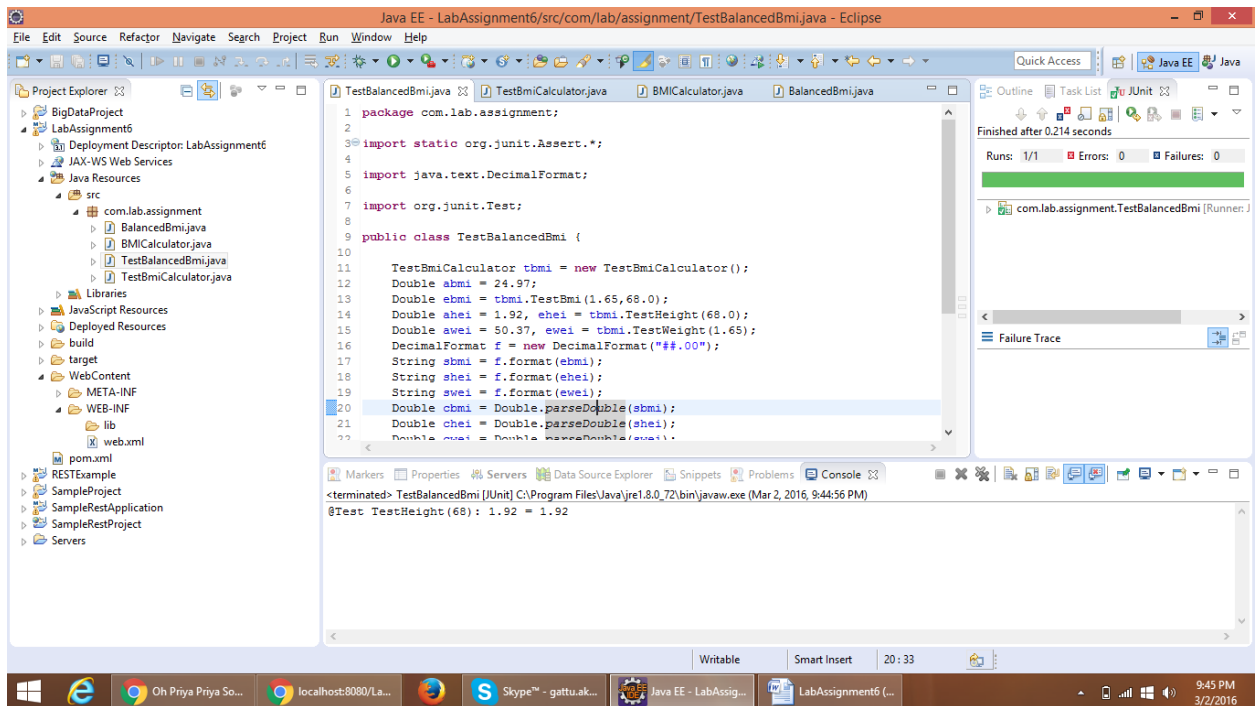 Java EE - LabAssignment6/src/com/lab/assignment/TestBalancedBmi.java - Eclipse
File Edit Source Refactor Navigate Search Project Run Window Help
Quick Access Java EE Java
Project Explorer
BigDataProject
LabAssignment6
Deployment Descriptor: LabAssignment6
JAX-WS Web Services
Java Resources
src
com.lab.assignment
BalancedBmi.java
BMICalculator.java
TestBalancedBmi.java
TestBmiCalculator.java
Libraries
JavaScript Resources
Deployed Resources
build
target
WebContent
META-INF
WEB-INF
lib
web.xml
pom.xml
RESTExample
SampleProject
SampleRestApplication
SampleRestProject
Servers
TestBalancedBmi.java TestBmiCalculator.java BMICalculator.java BalancedBmi.java
1 package com.lab.assignment;
2
3 import static org.junit.Assert.*;
4
5 import java.text.DecimalFormat;
6
7 import org.junit.Test;
8
9 public class TestBalancedBmi {
10
11 TestBmiCalculator tbmi = new TestBmiCalculator();
12 Double abmi = 24.97;
13 Double ebmi = tbmi.TestBmi(1.65,68.0);
14 Double ahei = 1.92, ehei = tbmi.TestHeight(68.0);
15 Double awei = 50.37, ewei = tbmi.TestWeight(1.65);
16 DecimalFormat f = new DecimalFormat("##.00");
17 String sbmi = f.format(ebmi);
18 String shei = f.format(ehei);
19 String swei = f.format(ewei);
20 Double cbmi = Double.parseDouble(sbmi);
21 Double chei = Double.parseDouble(shei);
22 Double cwei = Double.parseDouble(swei);
Outline Task List JUnit
Finished after 0.214 seconds
Runs: 1/1 Errors: 0 Failures: 0
com.lab.assignment.TestBalancedBmi [Runner: J
Failure Trace
Markers Properties Servers Data Source Explorer Snippets Problems Console
<terminated> TestBalancedBmi [JUnit] C:\Program Files\Java\jre1.8.0_72\bin\javaw.exe (Mar 2, 2016, 9:44:56 PM)
@Test TestHeight(68): 1.92 = 1.92
Writable Smart Insert 20 : 33
Oh Priya Priya So... localhost:8080/La... Skype™ - gattu.ak... Java EE - LabAssig... LabAssignment6 (...
9:45 PM
3/2/2016